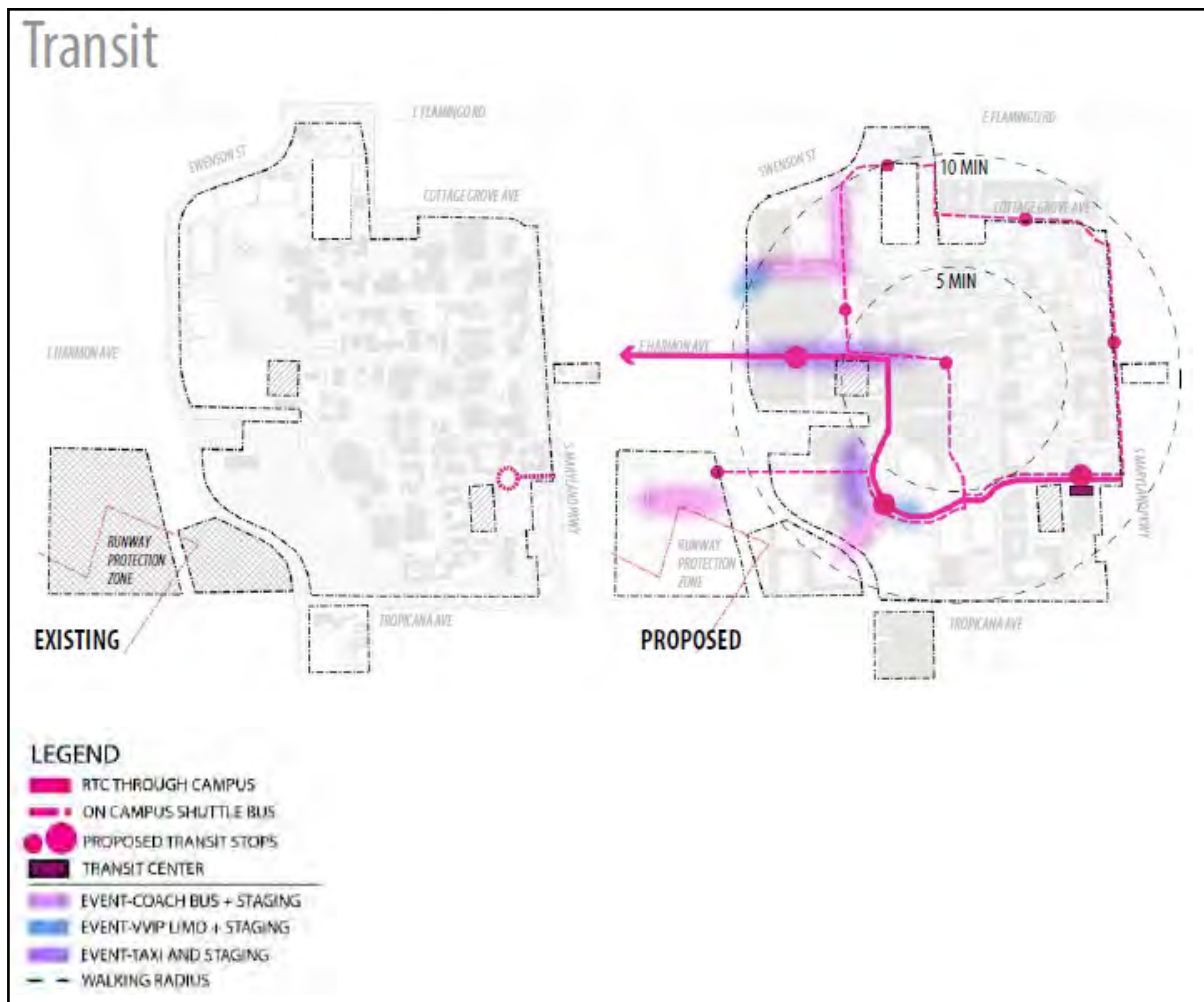 Transit
E FLAMINGO RD
SWENSON ST
COTTAGE GROVE AVE
E HARMON AVE
S MARYLAND PKWY
RUNWAY
PROTECTION
ZONE
TROPICANA AVE
EXISTING
E FLAMINGO RD
SWENSON ST
10 MIN
COTTAGE GROVE AVE
5 MIN
E HARMON AVE
S MARYLAND PKWY
RUNWAY
PROTECTION
ZONE
TROPICANA AVE
PROPOSED
LEGEND
RTC THROUGH CAMPUS
ON CAMPUS SHUTTLE BUS
PROPOSED TRANSIT STOPS
TRANSIT CENTER
EVENT-COACH BUS + STAGING
EVENT-VVIP LIMO + STAGING
EVENT-TAXI AND STAGING
WALKING RADIUS